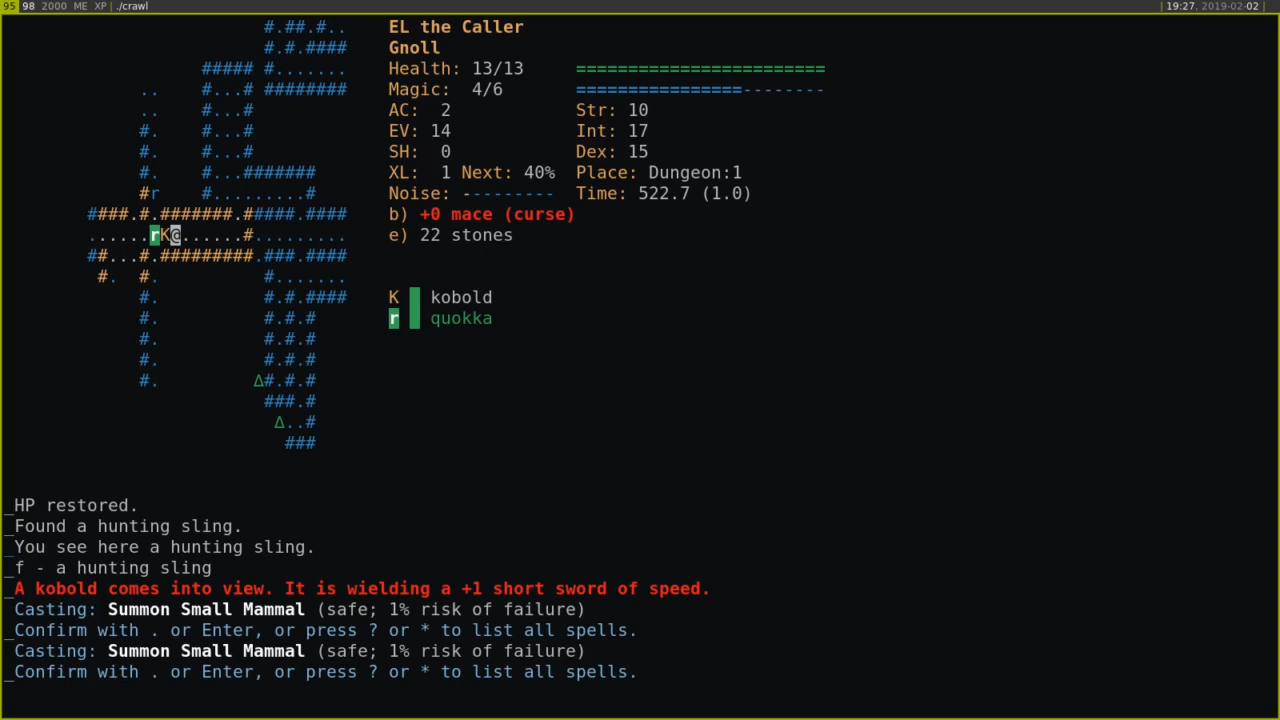 95 98 2000 ME XP | ./crawl | 19:27, 2019-02-02 |
#.##.#.. EL the Caller
#.#.#### Gnoll
##### #....... Health: 13/13 ========================
.. #...# ######## Magic: 4/6 ================--------
.. #...# AC: 2 Str: 10
#. #...# EV: 14 Int: 17
#. #...# SH: 0 Dex: 15
#. #...####### XL: 1 Next: 40% Place: Dungeon:1
#r #.........# Noise: --------- Time: 522.7 (1.0)
####.#.#######.#####.#### b) +0 mace (curse)
......rK@......#......... e) 22 stones
##...#.#########.###.####
#. #. #.......
#. #.#.#### K kobold
#. #.#.# r quokka
#. #.#.#
#. #.#.#
#. Δ#.#.#
###.#
Δ..#
###
_HP restored.
_Found a hunting sling.
_You see here a hunting sling.
_f - a hunting sling
_A kobold comes into view. It is wielding a +1 short sword of speed.
_Casting: Summon Small Mammal (safe; 1% risk of failure)
_Confirm with . or Enter, or press ? or * to list all spells.
_Casting: Summon Small Mammal (safe; 1% risk of failure)
_Confirm with . or Enter, or press ? or * to list all spells.